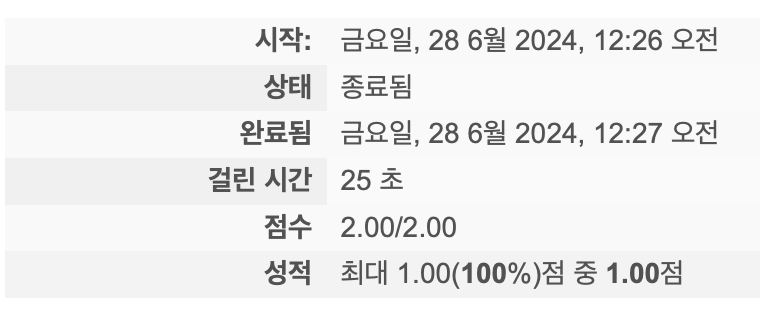 시작: 금요일, 28 6월 2024, 12:26 오전
상태 종료됨
완료됨 금요일, 28 6월 2024, 12:27 오전
걸린 시간 25 초
점수 2.00/2.00
성적 최대 1.00(100%)점 중 1.00점